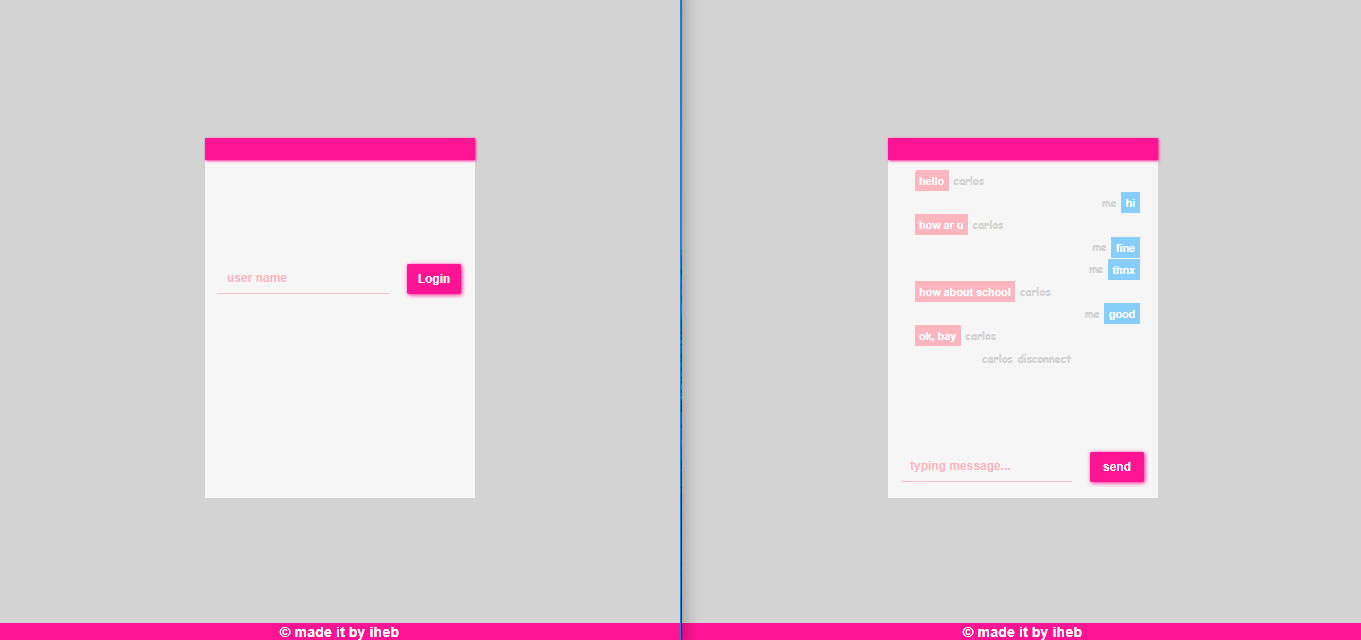 user name
Login
© made it by iheb
hello carlos
me hi
how ar u carlos
me fine
me thnx
how about school carlos
me good
ok, bay carlos
carlos disconnect
typing message...
send
© made it by iheb